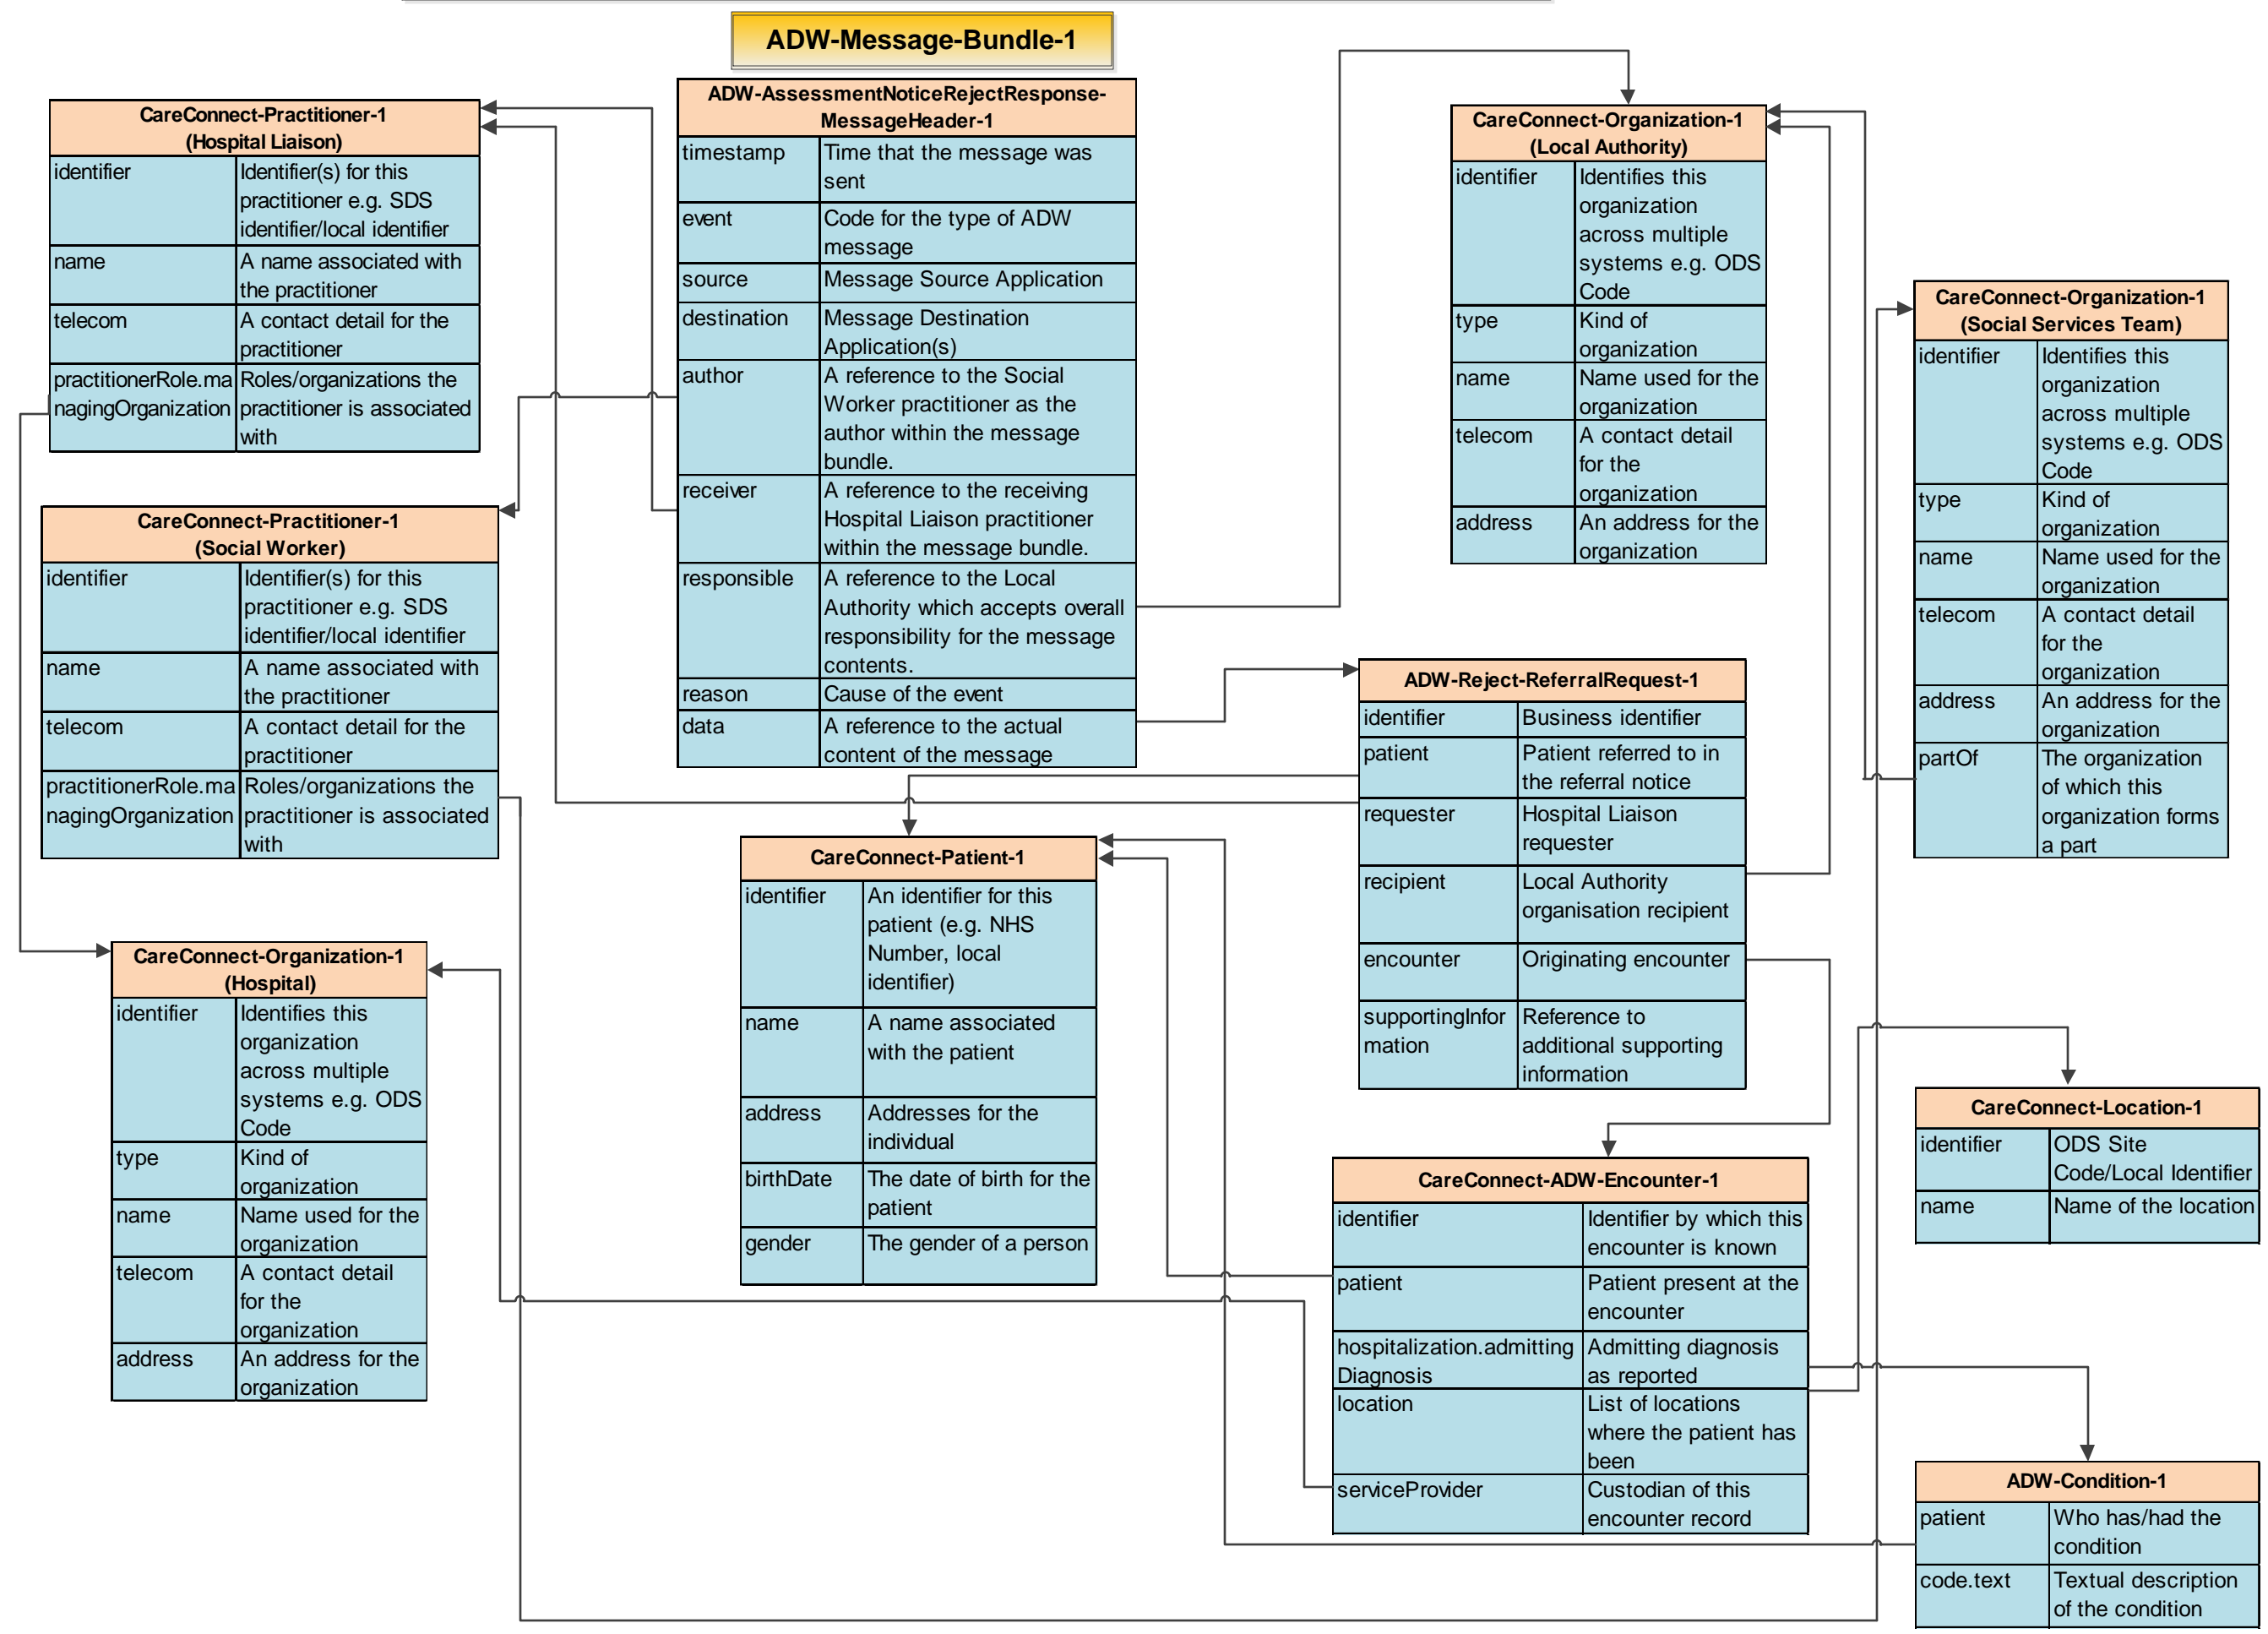 ADW-Message-Bundle-1
CareConnect-Practitioner-1
(Hospital Liaison)
identifier
Identifier(s) for this
practitioner e.g. SDS
identifier/local identifier
name
A name associated with
the practitioner
telecom
A contact detail for the
practitioner
practitionerRole.ma
nagingOrganization
Roles/organizations the
practitioner is associated
with
ADW-AssessmentNoticeRejectResponse-
MessageHeader-1
timestamp
Time that the message was
sent
event
Code for the type of ADW
message
source
Message Source Application
destination
Message Destination
Application(s)
author
A reference to the Social
Worker practitioner as the
author within the message
bundle.
receiver
A reference to the receiving
Hospital Liaison practitioner
within the message bundle.
responsible
A reference to the Local
Authority which accepts overall
responsibility for the message
contents.
reason
Cause of the event
data
A reference to the actual
content of the message
CareConnect-Organization-1
(Local Authority)
identifier
Identifies this
organization
across multiple
systems e.g. ODS
Code
type
Kind of
organization
name
Name used for the
organization
telecom
A contact detail
for the
organization
address
An address for the
organization
CareConnect-Organization-1
(Social Services Team)
identifier
Identifies this
organization
across multiple
systems e.g. ODS
Code
type
Kind of
organization
name
Name used for the
organization
telecom
A contact detail
for the
organization
address
An address for the
organization
partOf
The organization
of which this
organization forms
a part
CareConnect-Practitioner-1
(Social Worker)
identifier
Identifier(s) for this
practitioner e.g. SDS
identifier/local identifier
name
A name associated with
the practitioner
telecom
A contact detail for the
practitioner
practitionerRole.ma
nagingOrganization
Roles/organizations the
practitioner is associated
with
ADW-Reject-ReferralRequest-1
identifier
Business identifier
patient
Patient referred to in
the referral notice
requester
Hospital Liaison
requester
recipient
Local Authority
organisation recipient
encounter
Originating encounter
supportingInfor
mation
Reference to
additional supporting
information
CareConnect-Patient-1
identifier
An identifier for this
patient (e.g. NHS
Number, local
identifier)
name
A name associated
with the patient
address
Addresses for the
individual
birthDate
The date of birth for the
patient
gender
The gender of a person
CareConnect-Organization-1
(Hospital)
identifier
Identifies this
organization
across multiple
systems e.g. ODS
Code
type
Kind of
organization
name
Name used for the
organization
telecom
A contact detail
for the
organization
address
An address for the
organization
CareConnect-Location-1
identifier
ODS Site
Code/Local Identifier
name
Name of the location
CareConnect-ADW-Encounter-1
identifier
Identifier by which this
encounter is known
patient
Patient present at the
encounter
hospitalization.admitting
Diagnosis
Admitting diagnosis
as reported
location
List of locations
where the patient has
been
serviceProvider
Custodian of this
encounter record
ADW-Condition-1
patient
Who has/had the
condition
code.text
Textual description
of the condition